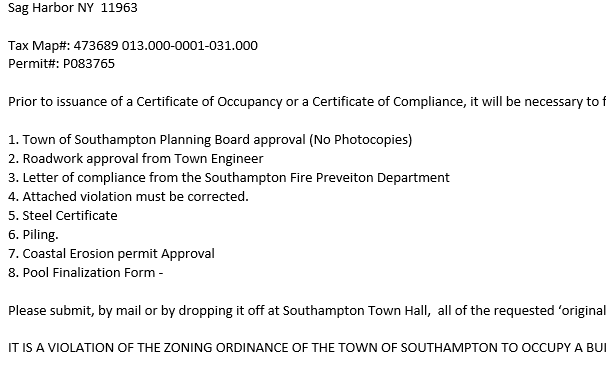 Sag Harbor NY  11963
Tax Map#: 473689 013.000-0001-031.000
Permit#: P083765
Prior to issuance of a Certificate of Occupancy or a Certificate of Compliance, it will be necessary to f
1. Town of Southampton Planning Board approval (No Photocopies)
2. Roadwork approval from Town Engineer
3. Letter of compliance from the Southampton Fire Preveiton Department
4. Attached violation must be corrected.
5. Steel Certificate
6. Piling.
7. Coastal Erosion permit Approval
8. Pool Finalization Form -
Please submit, by mail or by dropping it off at Southampton Town Hall,  all of the requested ‘original
IT IS A VIOLATION OF THE ZONING ORDINANCE OF THE TOWN OF SOUTHAMPTON TO OCCUPY A BUI